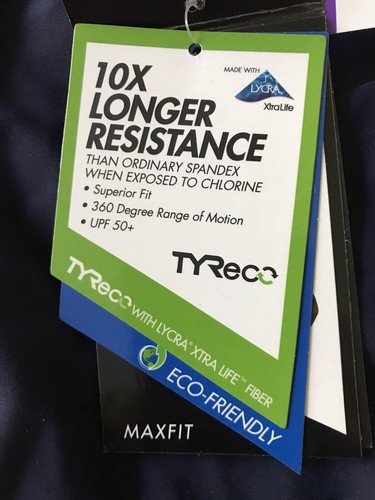 10X
LONGER
RESISTANCE
THAN ORDINARY SPANDEX
WHEN EXPOSED TO CHLORINE
• Superior Fit
• 360 Degree Range of Motion
• UPF 50+
MADE WITH
LYCRA
XtraLife
TYReco
TYReco WITH LYCRA® XTRA LIFE™ FIBER
ECO-FRIENDLY
MAXFIT